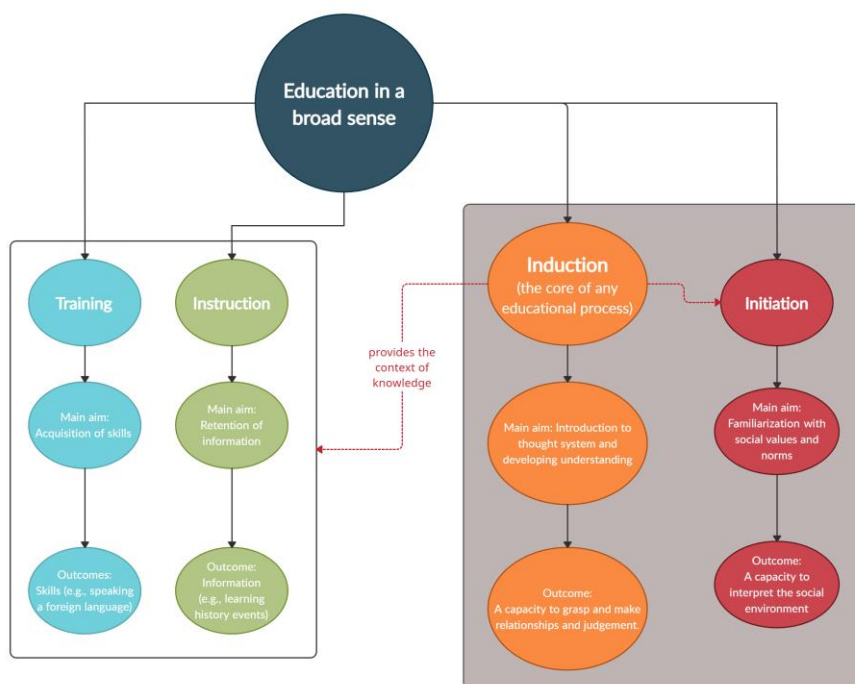 Education in a
broad sense
Training
Instruction
Induction
(the core of any
educational process)
Initiation
provides the
context of
knowledge
Main aim:
Acquisition of skills
Main aim:
Retention of
information
Main aim: Introduction to
thought system and
developing understanding
Main aim:
Familiarization with
social values and
norms
Outcomes:
Skills (e.g., speaking
a foreign language)
Outcome:
Information
(e.g., learning
history events)
Outcome:
A capacity to grasp and make
relationships and judgement.
Outcome:
A capacity to
interpret the social
environment